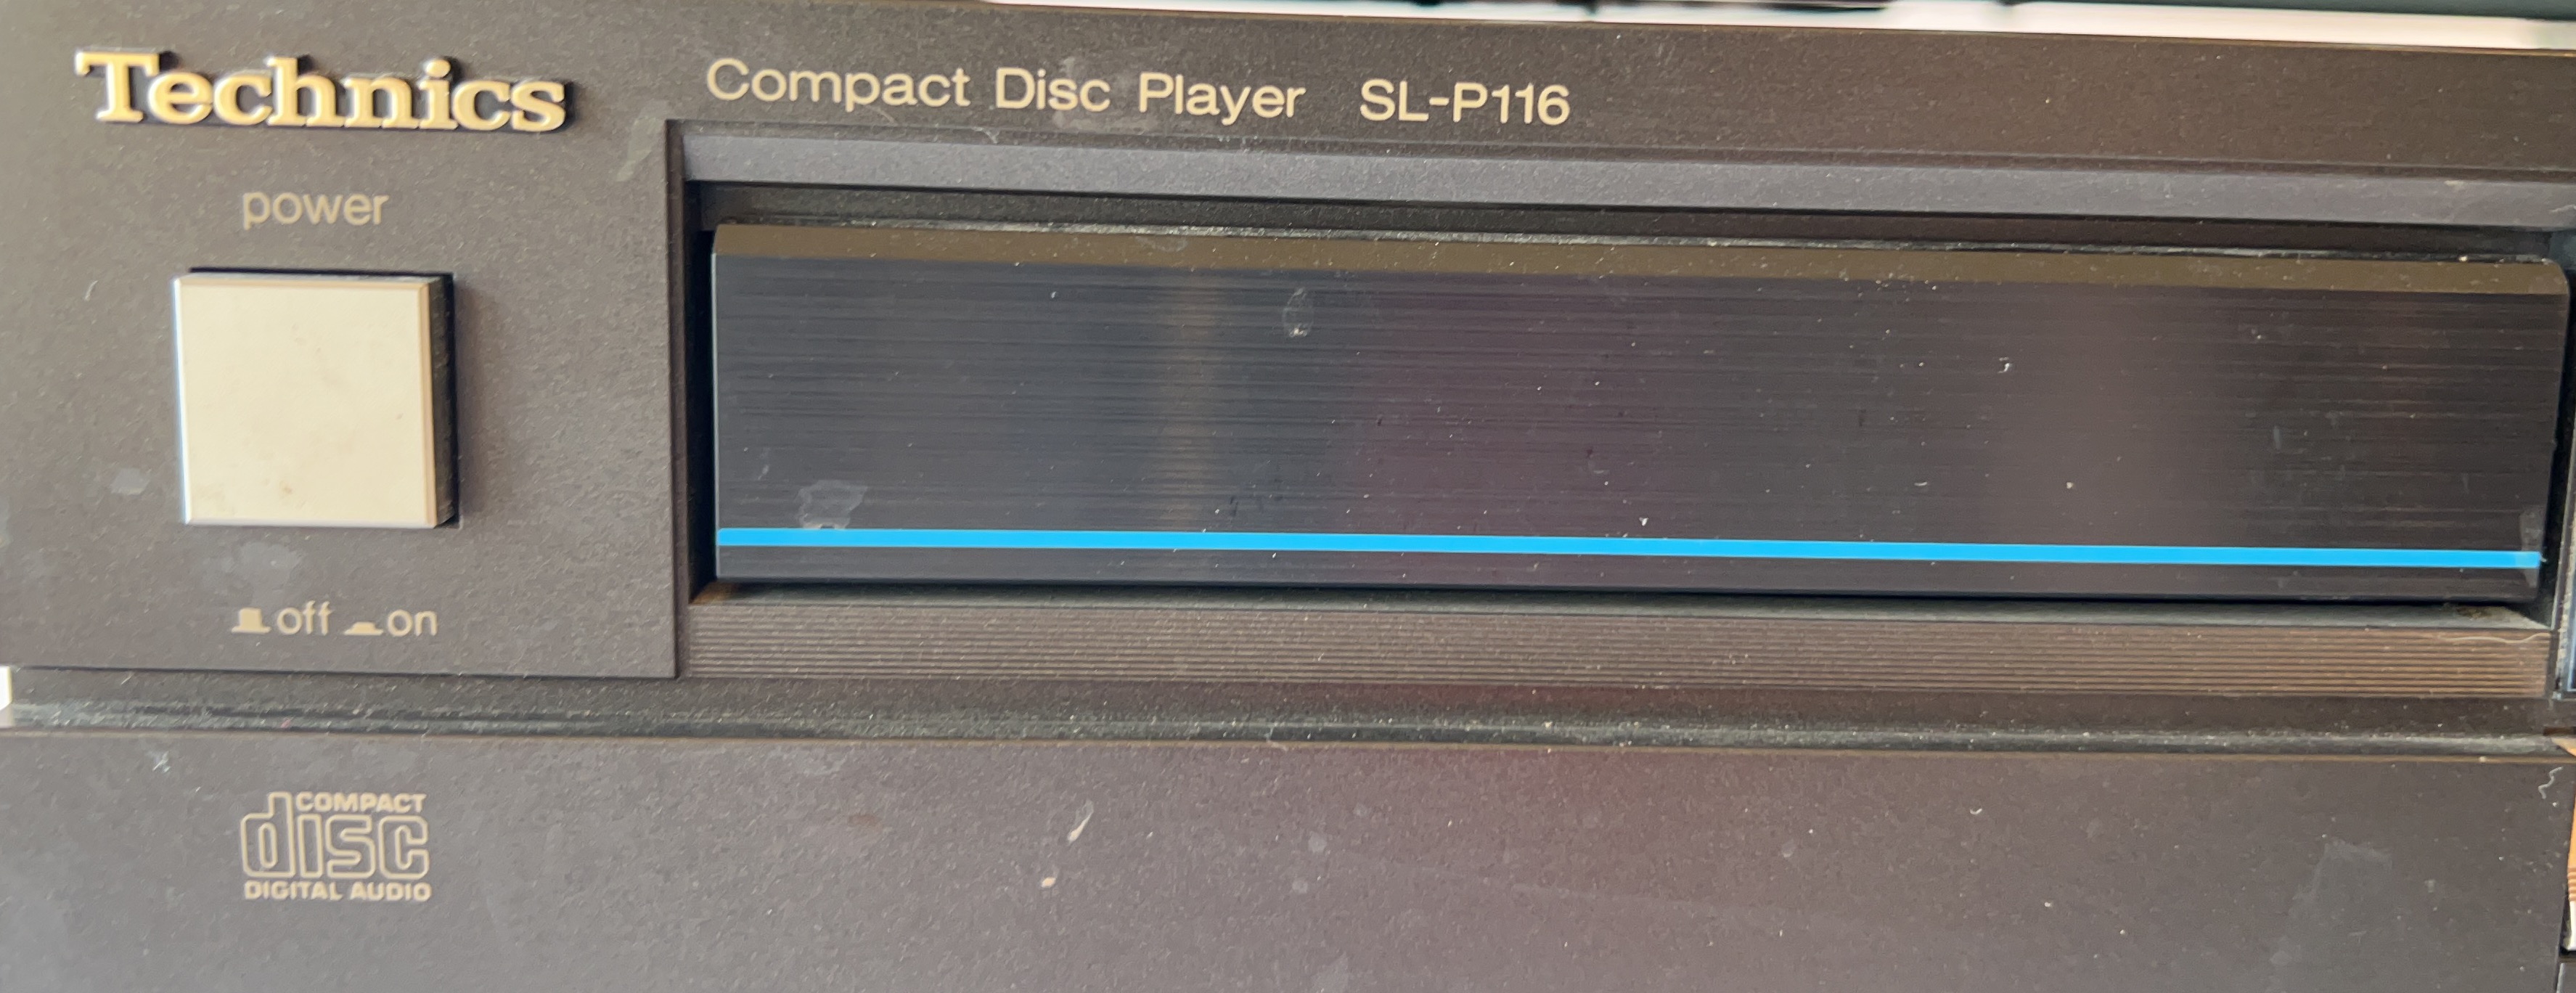 Technics
Compact Disc Player SL-P116
power
off on
COMPACT
disc
DIGITAL AUDIO